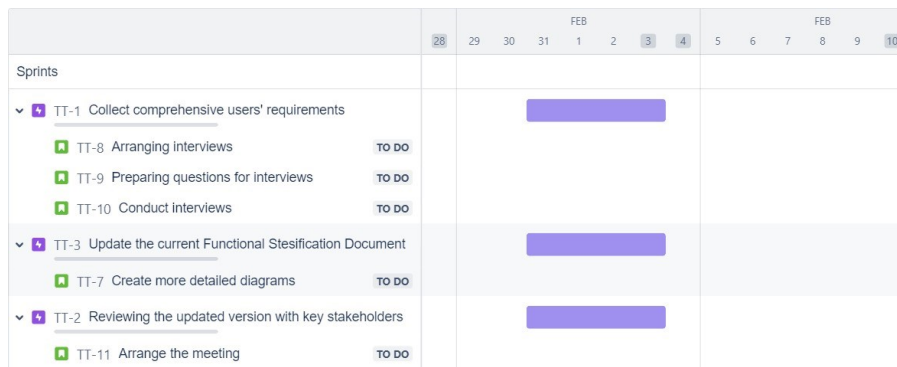 FEB FEB
28 29 30 31 1 2 3 4 5 6 7 8 9 10
Sprints
TT-1 Collect comprehensive users' requirements
TT-8 Arranging interviews TO DO
TT-9 Preparing questions for interviews TO DO
TT-10 Conduct interviews TO DO
TT-3 Update the current Functional Stesification Document
TT-7 Create more detailed diagrams TO DO
TT-2 Reviewing the updated version with key stakeholders
TT-11 Arrange the meeting TO DO